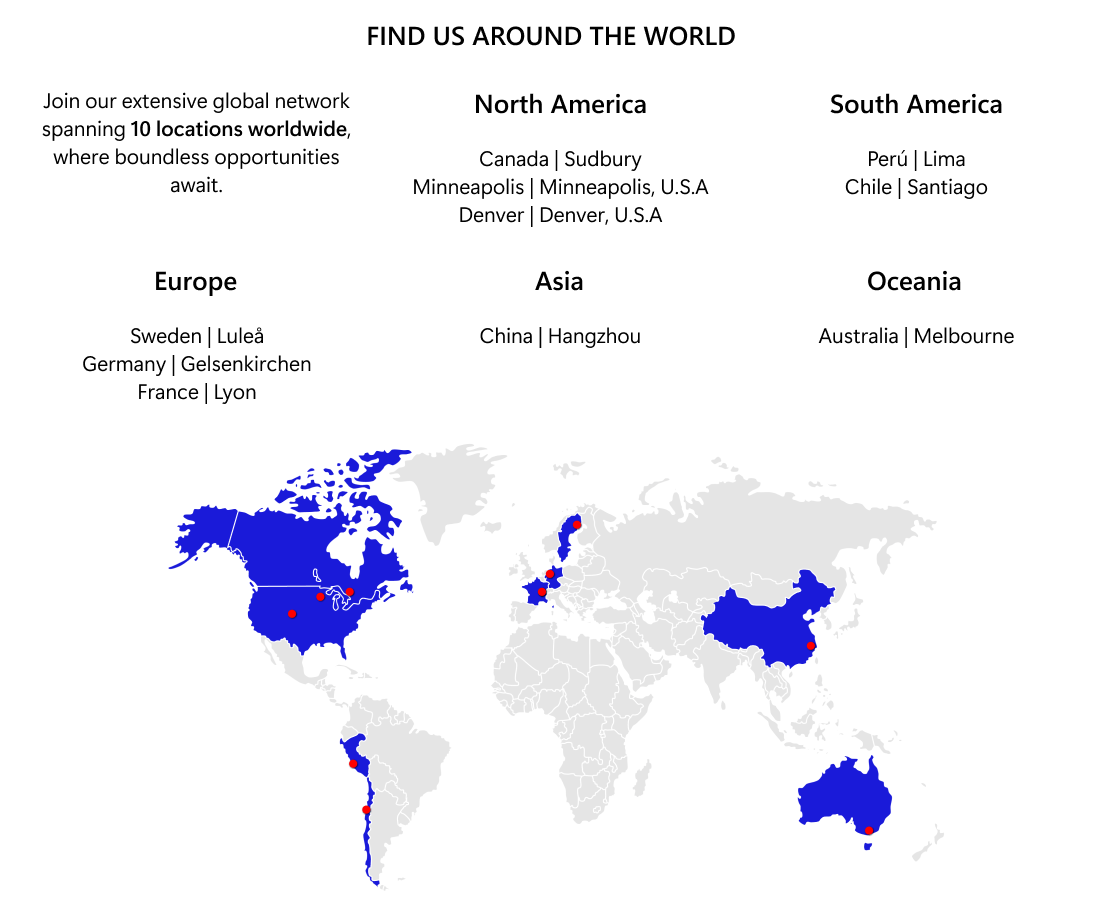 FIND US AROUND THE WORLD
Join our extensive global network
spanning 10 locations worldwide,
where boundless opportunities
await.
North America
Canada | Sudbury
Minneapolis | Minneapolis, U.S.A
Denver | Denver, U.S.A
South America
Perú | Lima
Chile | Santiago
Europe
Sweden | Luleå
Germany | Gelsenkirchen
France | Lyon
Asia
China | Hangzhou
Oceania
Australia | Melbourne